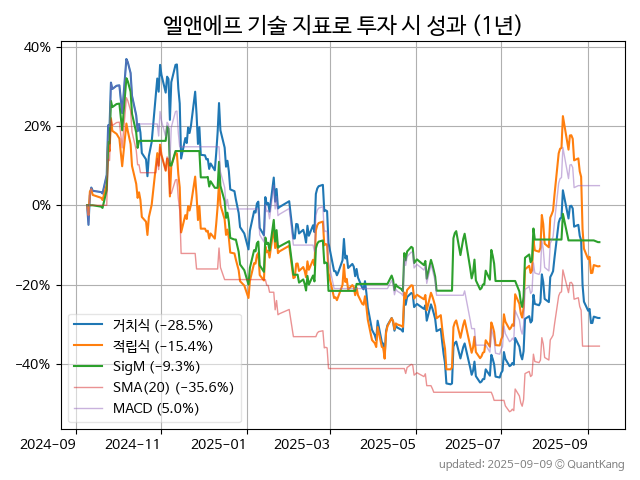 엘앤에프 기술 지표로 투자 시 성과 (1년)
40%
20%
0%
−20%
−40%
거치식 (−28.5%)
적립식 (−15.4%)
SigM (−9.3%)
SMA(20) (−35.6%)
MACD (5.0%)
2024-09 2024-11 2025-01 2025-03 2025-05 2025-07 2025-09
updated: 2025-09-09 © QuantKang